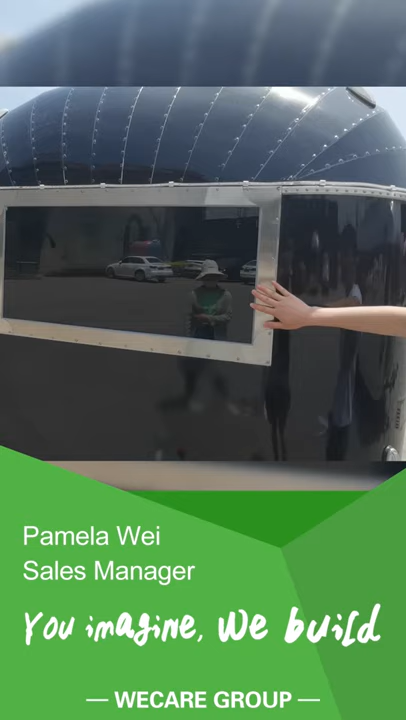 Pamela Wei
Sales Manager
You imagine, We build
— WECARE GROUP —